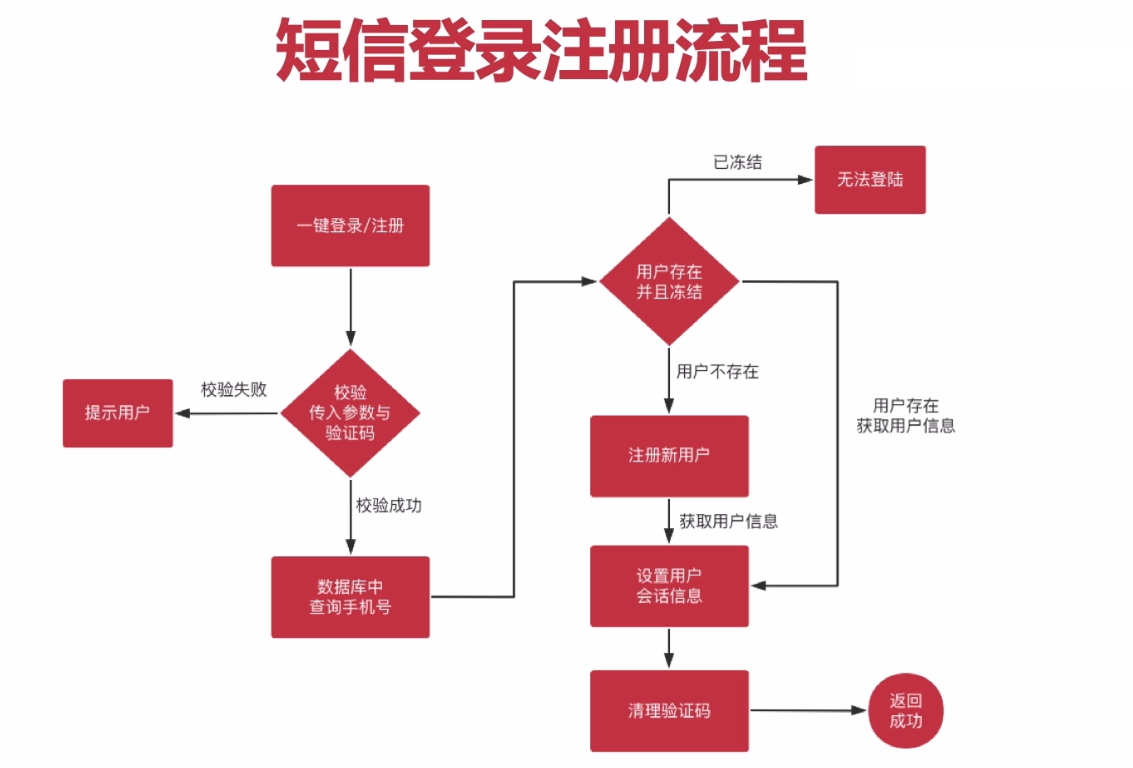 短信登录注册流程
已冻结
无法登陆
一键登录/注册
用户存在
并且冻结
校验失败
提示用户
校验
传入参数与
验证码
用户不存在
用户存在
获取用户信息
注册新用户
校验成功
获取用户信息
数据库中
查询手机号
设置用户
会话信息
清理验证码
返回
成功